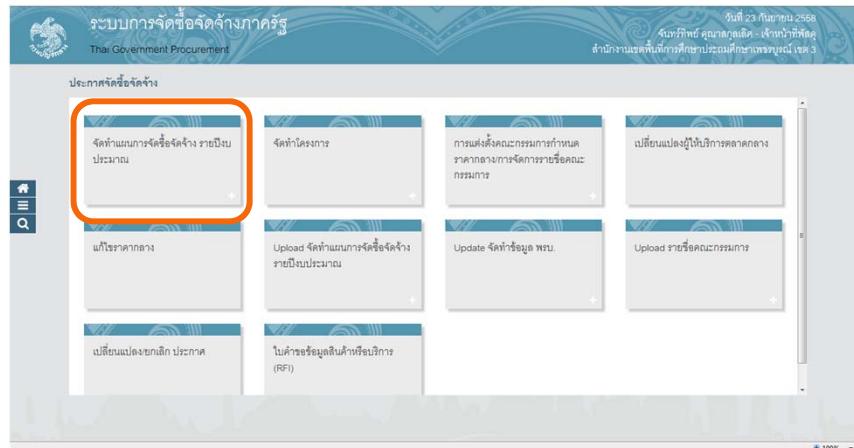 ระบบการจัดซื้อจัดจ้างภาครัฐ
Thai Government Procurement
วันที่ 23 กันยายน 2558
จันทร์ทิพย์ คุณาดกูลเลิศ - เจ้าหน้าที่พัสดุ
สำนักงานเขตพื้นที่การศึกษาประถมศึกษาเพชรบูรณ์ เขต 3
ประกาศจัดซื้อจัดจ้าง
จัดทำแผนการจัดซื้อจัดจ้าง รายปีงบ
ประมาณ
จัดทำโครงการ
การแต่งตั้งคณะกรรมการกำหนด
ราคากลาง/การจัดการรายชื่อคณะ
กรรมการ
เปลี่ยนแปลงผู้ให้บริการตลาดกลาง
แก้ไขราคากลาง
Upload จัดทำแผนการจัดซื้อจัดจ้าง
รายปีงบประมาณ
Update จัดทำข้อมูล พรบ.
Upload รายชื่อคณะกรรมการ
เปลี่ยนแปลง/ยกเลิก ประกาศ
ใบคำขอข้อมูลสินค้าหรือบริการ
(RFI)
100%